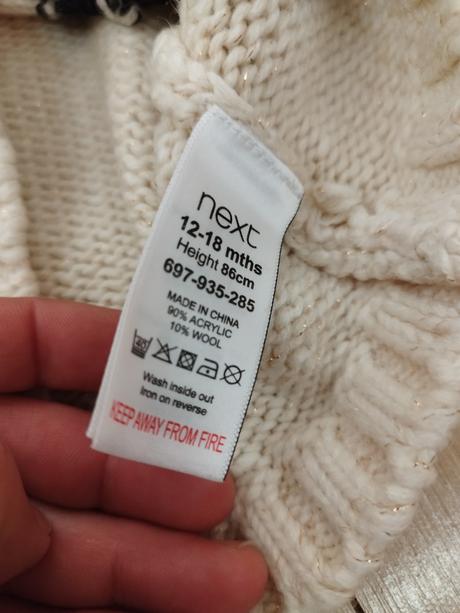 next
12-18 mths
Height 86cm
697-935-285
MADE IN CHINA
90% ACRYLIC
10% WOOL
40
Wash inside out
Iron on reverse
KEEP AWAY FROM FIRE